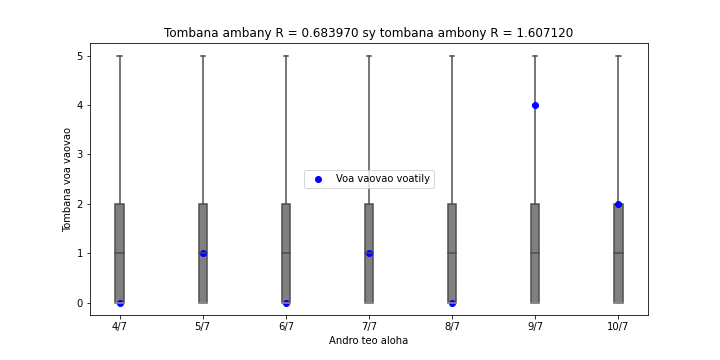 Tombana ambany R = 0.683970 sy tombana ambony R = 1.607120
Tombana voa vaovao
5
4
3
2
1
0
Voa vaovao voatily
4/7 5/7 6/7 7/7 8/7 9/7 10/7
Andro teo aloha